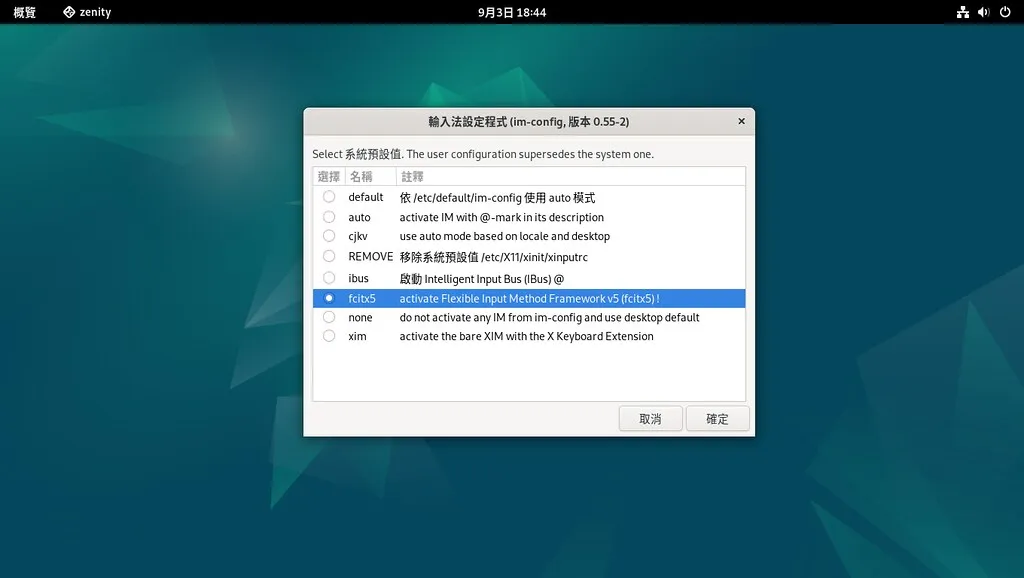 概覽 zenity 9月3日 18:44
輸入法設定程式 (im-config, 版本 0.55-2)
Select 系統預設值. The user configuration supersedes the system one.
選擇 名稱 註釋
default 依 /etc/default/im-config 使用 auto 模式
auto activate IM with @-mark in its description
cjkv use auto mode based on locale and desktop
REMOVE 移除系統預設值 /etc/X11/xinit/xinputrc
ibus 啟動 Intelligent Input Bus (IBus) @
fcitx5 activate Flexible Input Method Framework v5 (fcitx5) !
none do not activate any IM from im-config and use desktop default
xim activate the bare XIM with the X Keyboard Extension
取消 確定